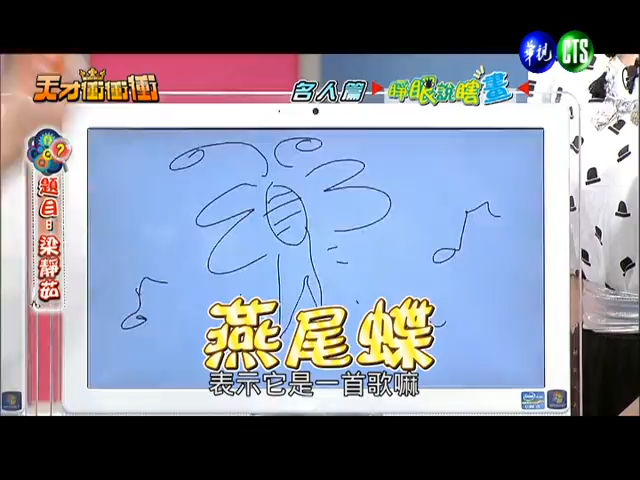 華視 CTS
天才衝衝衝
名人篇 睜眼說瞎畫
題目：梁靜茹
燕尾蝶
表示它是一首歌嘛